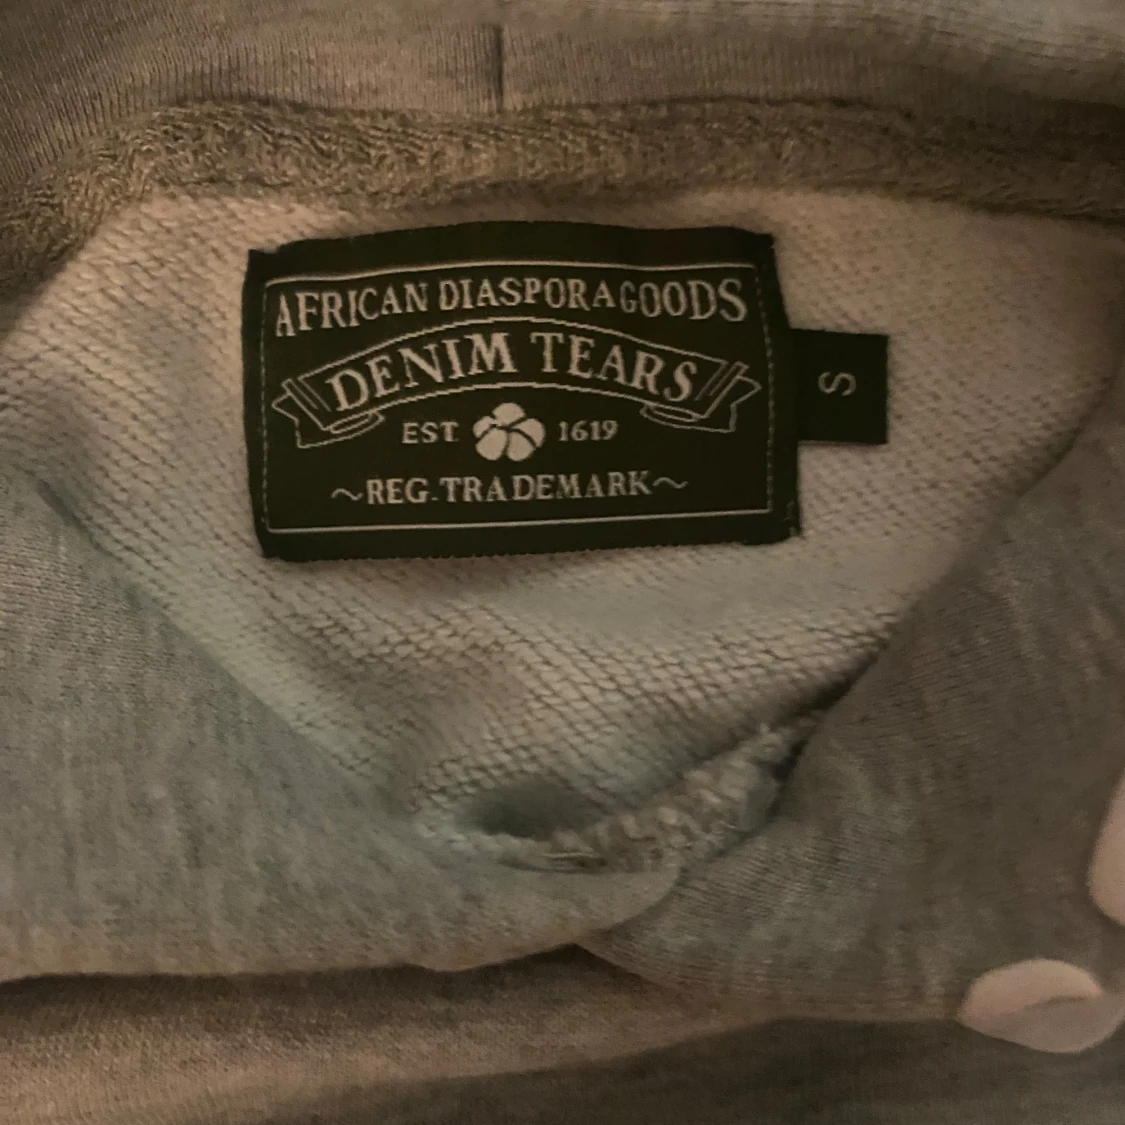 AFRICAN DIASPORA GOODS
DENIM TEARS
EST. 1619
~REG. TRADEMARK~
S